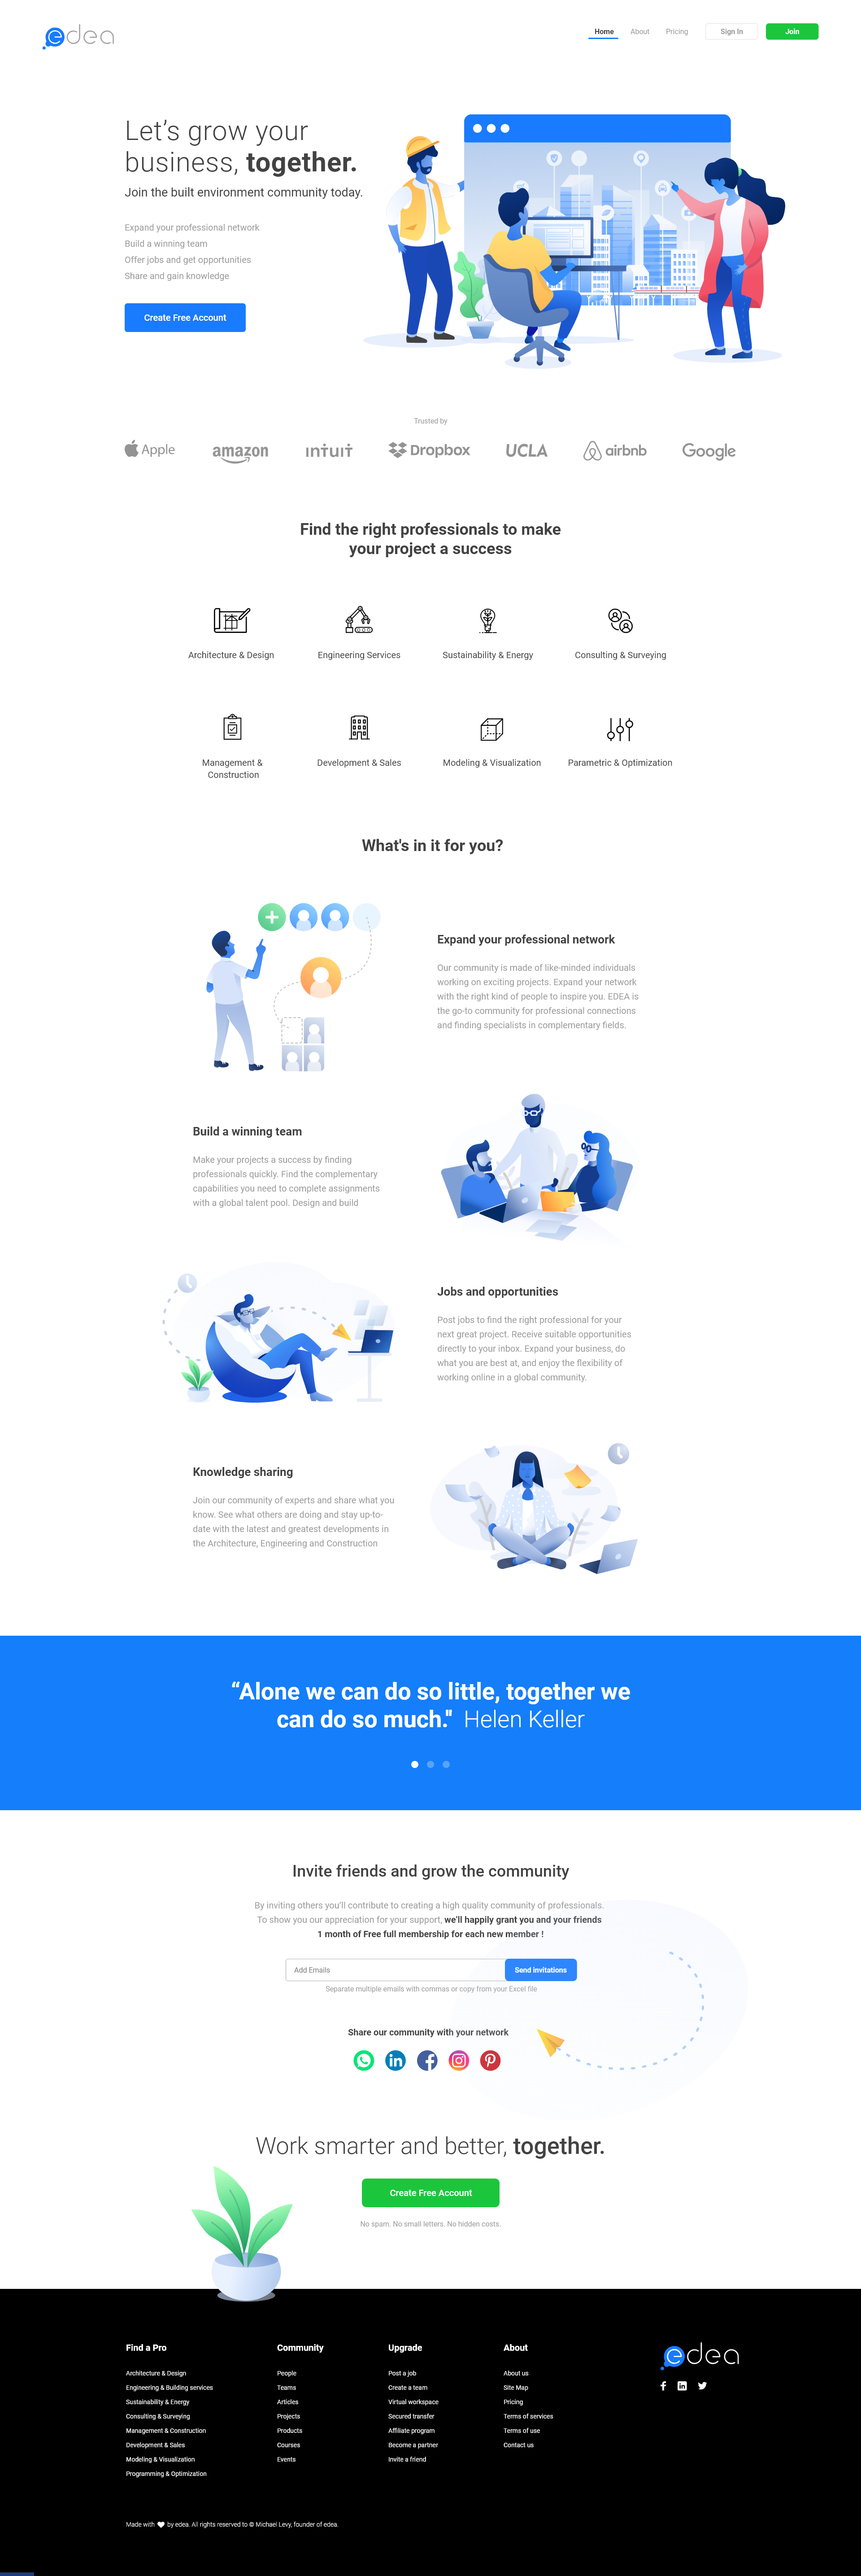 edea
Home
About
Pricing
Sign In
Join
Let's grow your
business, together.
Join the built environment community today.
Expand your professional network
Build a winning team
Offer jobs and get opportunities
Share and gain knowledge
Create Free Account
Trusted by
Apple
amazon
intuit
Dropbox
UCLA
airbnb
Google
Find the right professionals to make
your project a success
Architecture & Design
Engineering Services
Sustainability & Energy
Consulting & Surveying
Management &
Construction
Development & Sales
Modeling & Visualization
Parametric & Optimization
What's in it for you?
Expand your professional network
Our community is made of like-minded individuals
working on exciting projects. Expand your network
with the right kind of people to inspire you. EDEA is
the go-to community for professional connections
and finding specialists in complementary fields.
Build a winning team
Make your projects a success by finding
professionals quickly. Find the complementary
capabilities you need to complete assignments
with a global talent pool. Design and build
Jobs and opportunities
Post jobs to find the right professional for your
next great project. Receive suitable opportunities
directly to your inbox. Expand your business, do
what you are best at, and enjoy the flexibility of
working online in a global community.
Knowledge sharing
Join our community of experts and share what you
know. See what others are doing and stay up-to-
date with the latest and greatest developments in
the Architecture, Engineering and Construction
“Alone we can do so little, together we
can do so much." Helen Keller
Invite friends and grow the community
By inviting others you'll contribute to creating a high quality community of professionals.
To show you our appreciation for your support, we'll happily grant you and your friends
1 month of Free full membership for each new member !
Add Emails
Send invitations
Separate multiple emails with commas or copy from your Excel file
Share our community with your network
Work smarter and better, together.
Create Free Account
No spam. No small letters. No hidden costs.
Find a Pro
Architecture & Design
Engineering & Building services
Sustainability & Energy
Consulting & Surveying
Management & Construction
Development & Sales
Modeling & Visualization
Programming & Optimization
Community
People
Teams
Articles
Projects
Products
Courses
Events
Upgrade
Post a job
Create a team
Virtual workspace
Secured transfer
Affiliate program
Become a partner
Invite a friend
About
About us
Site Map
Pricing
Terms of services
Terms of use
Contact us
edea
Made with ♥ by edea. All rights reserved to © Michael Levy, founder of edea.